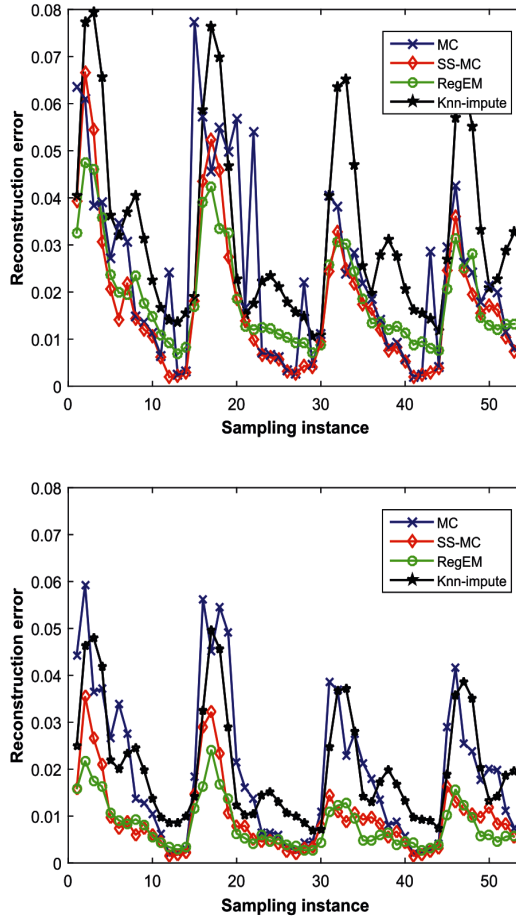 0.08
0.07
0.06
0.05
0.04
0.03
0.02
0.01
0
Reconstruction error
MC
SS-MC
RegEM
Knn-impute
0 10 20 30 40 50
Sampling instance
0.08
0.07
0.06
0.05
0.04
0.03
0.02
0.01
0
Reconstruction error
MC
SS-MC
RegEM
Knn-impute
0 10 20 30 40 50
Sampling instance